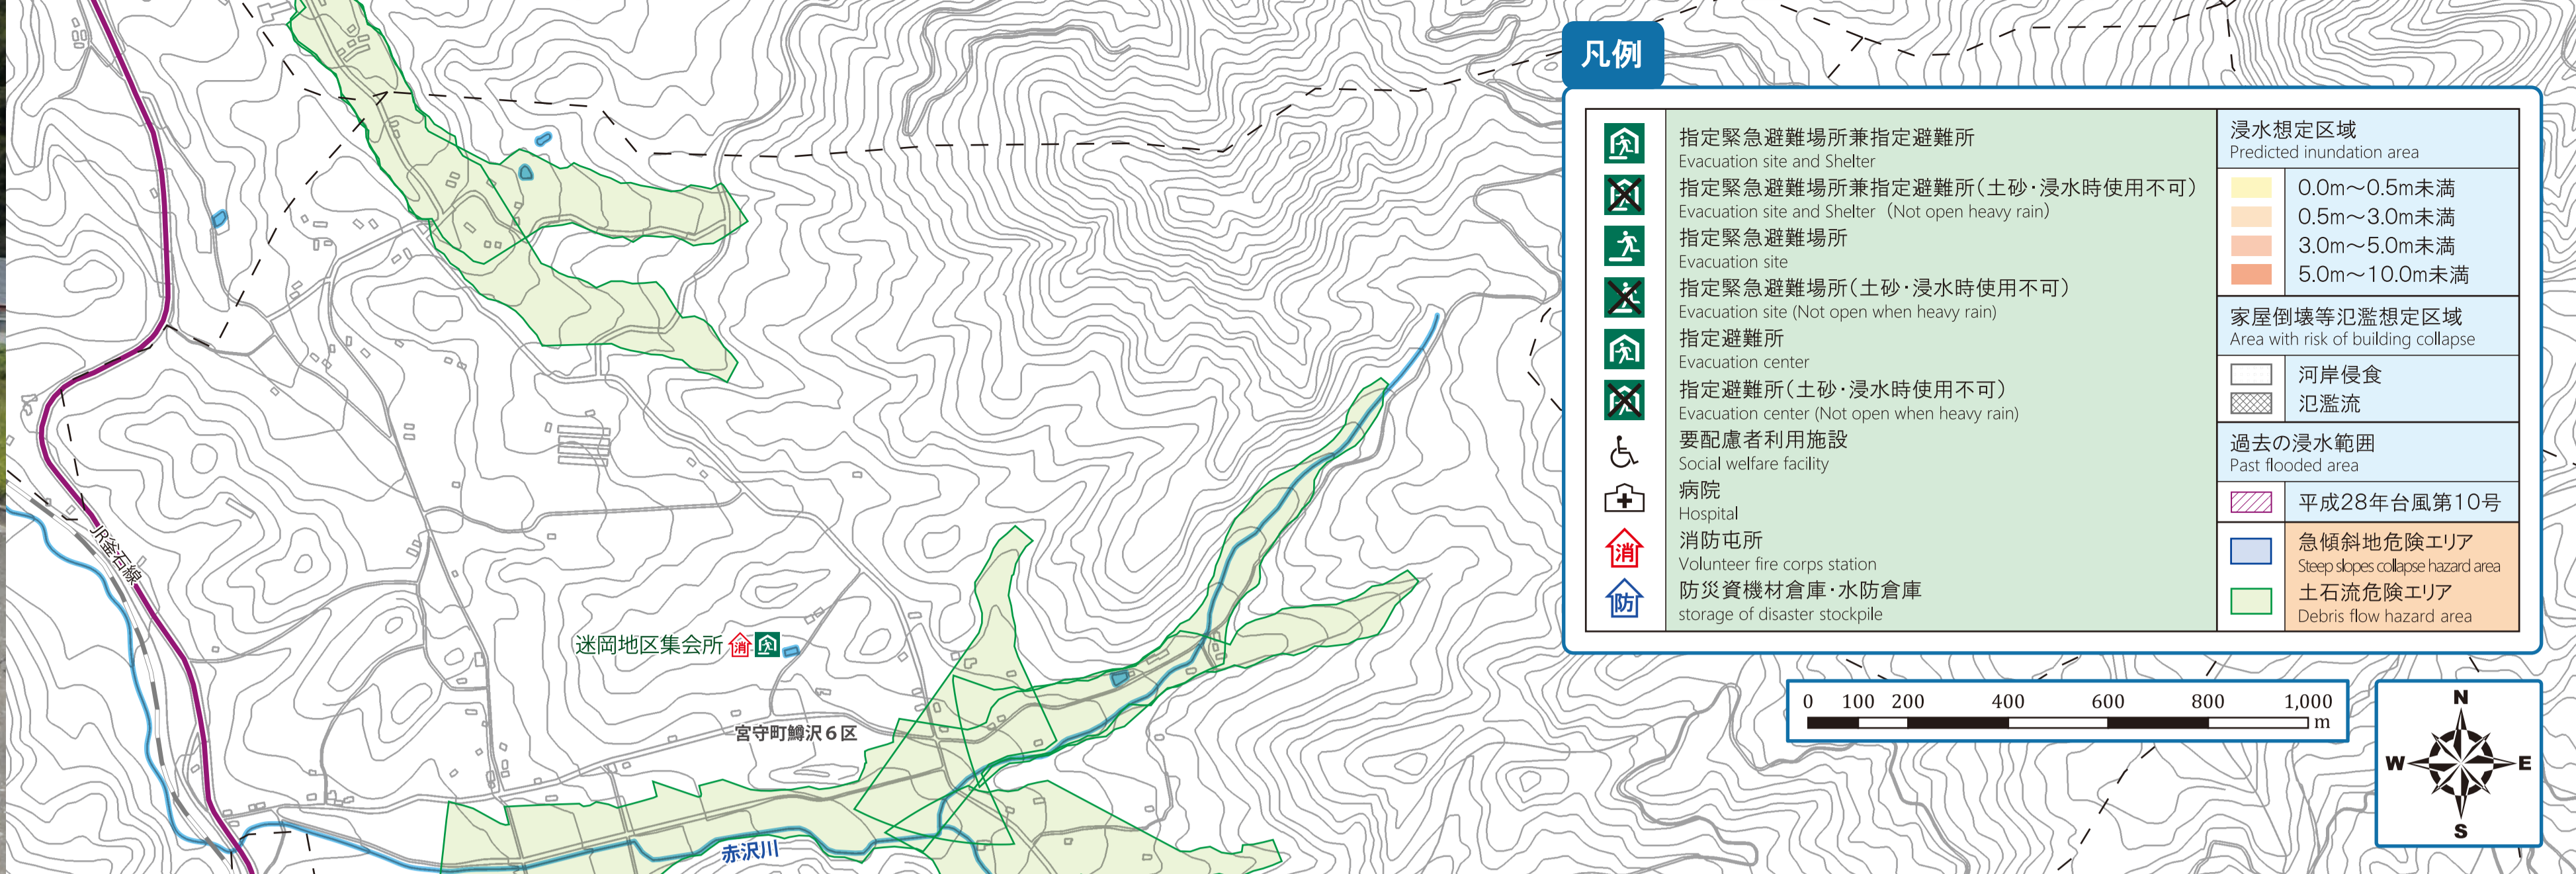 凡例
指定緊急避難場所兼指定避難所
Evacuation site and Shelter
指定緊急避難場所兼指定避難所（土砂・浸水時使用不可）
Evacuation site and Shelter（Not open heavy rain）
指定緊急避難場所
Evacuation site
指定緊急避難場所（土砂・浸水時使用不可）
Evacuation site (Not open when heavy rain)
指定避難所
Evacuation center
指定避難所（土砂・浸水時使用不可）
Evacuation center (Not open when heavy rain)
要配慮者利用施設
Social welfare facility
病院
Hospital
消 消防屯所
Volunteer fire corps station
防 防災資機材倉庫・水防倉庫
storage of disaster stockpile
浸水想定区域
Predicted inundation area
0.0m～0.5m未満
0.5m～3.0m未満
3.0m～5.0m未満
5.0m～10.0m未満
家屋倒壊等氾濫想定区域
Area with risk of building collapse
河岸侵食
氾濫流
過去の浸水範囲
Past flooded area
平成28年台風第10号
急傾斜地危険エリア
Steep slopes collapse hazard area
土石流危険エリア
Debris flow hazard area
JR釜石線
迷岡地区集会所 消
宮守町鱒沢6区
赤沢川
0 100 200 400 600 800 1,000
m
N
W E
S